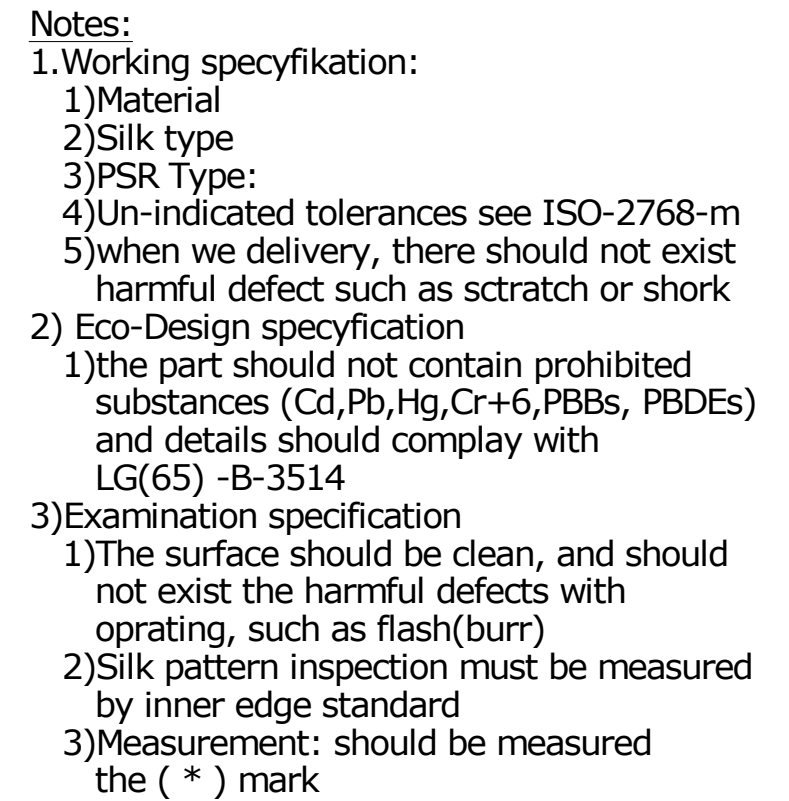 Notes:
1.Working specyfikation:
1)Material
2)Silk type
3)PSR Type:
4)Un-indicated tolerances see ISO-2768-m
5)when we delivery, there should not exist
harmful defect such as sctratch or shork
2) Eco-Design specyfication
1)the part should not contain prohibited
substances (Cd,Pb,Hg,Cr+6,PBBs, PBDEs)
and details should complay with
LG(65) -B-3514
3)Examination specification
1)The surface should be clean, and should
not exist the harmful defects with
oprating, such as flash(burr)
2)Silk pattern inspection must be measured
by inner edge standard
3)Measurement: should be measured
the ( * ) mark